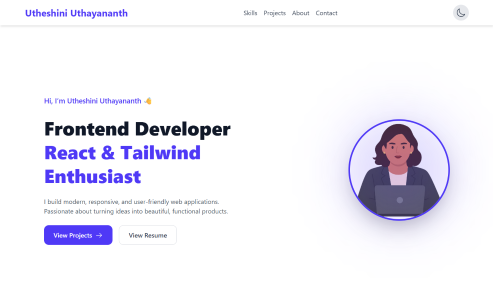 Utheshini Uthayananth
Skills Projects About Contact
Hi, I'm Utheshini Uthayananth 👋
Frontend Developer
React & Tailwind
Enthusiast
I build modern, responsive, and user-friendly web applications.
Passionate about turning ideas into beautiful, functional products.
View Projects →
View Resume